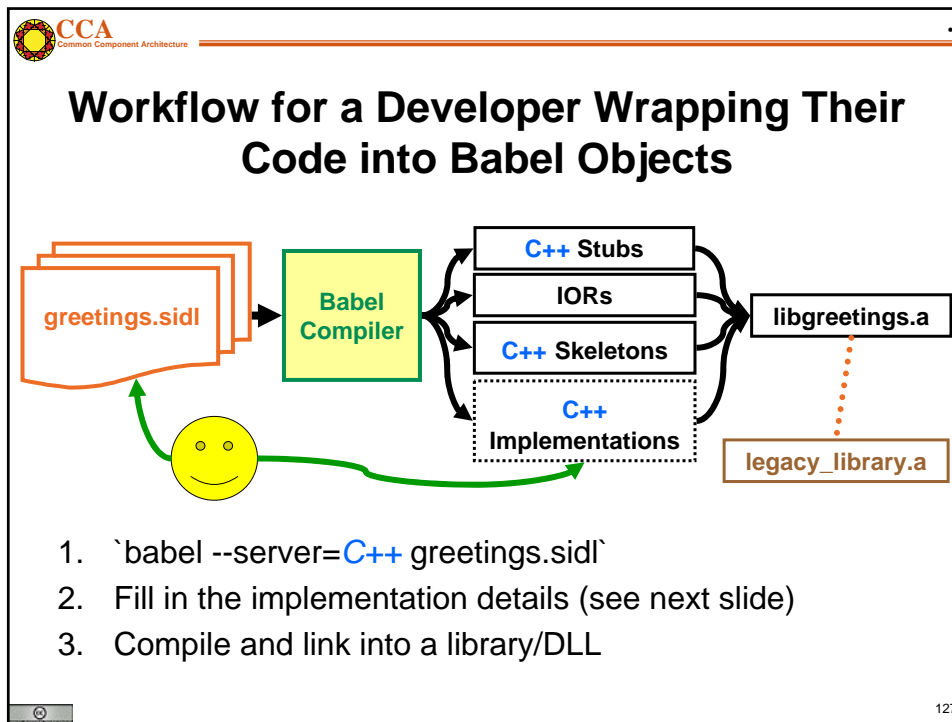 CCA
Common Component Architecture
Workflow for a Developer Wrapping Their
Code into Babel Objects
greetings.sidl
Babel
Compiler
C++ Stubs
IORs
C++ Skeletons
C++
Implementations
libgreetings.a
legacy_library.a
1. `babel --server=C++ greetings.sidl`
2. Fill in the implementation details (see next slide)
3. Compile and link into a library/DLL